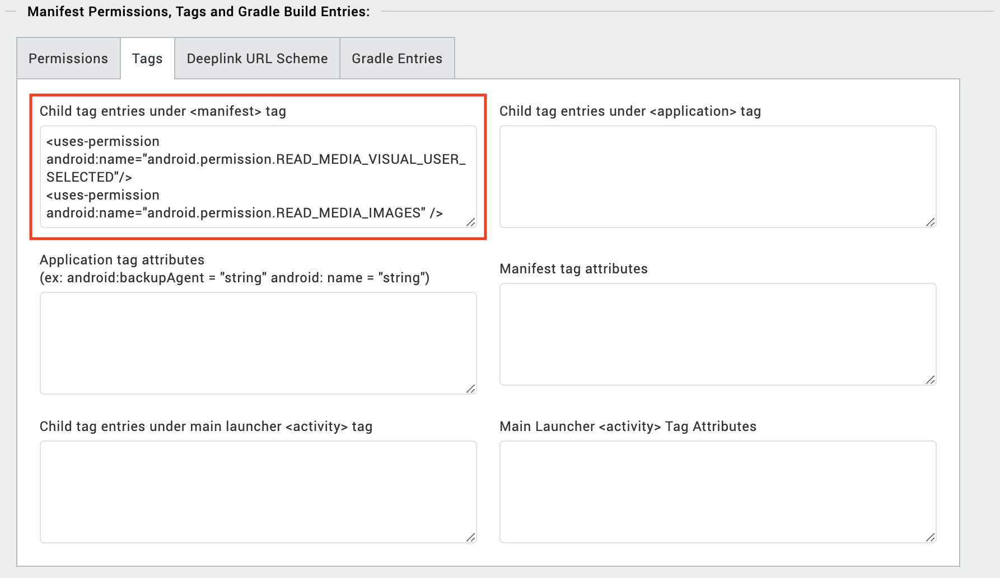 Manifest Permissions, Tags and Gradle Build Entries:
Permissions
Tags
Deeplink URL Scheme
Gradle Entries
Child tag entries under <manifest> tag
<uses-permission
android:name="android.permission.READ_MEDIA_VISUAL_USER_
SELECTED"/>
<uses-permission
android:name="android.permission.READ_MEDIA_IMAGES" />
Child tag entries under <application> tag
Application tag attributes
(ex: android:backupAgent = "string" android: name = "string")
Manifest tag attributes
Child tag entries under main launcher <activity> tag
Main Launcher <activity> Tag Attributes